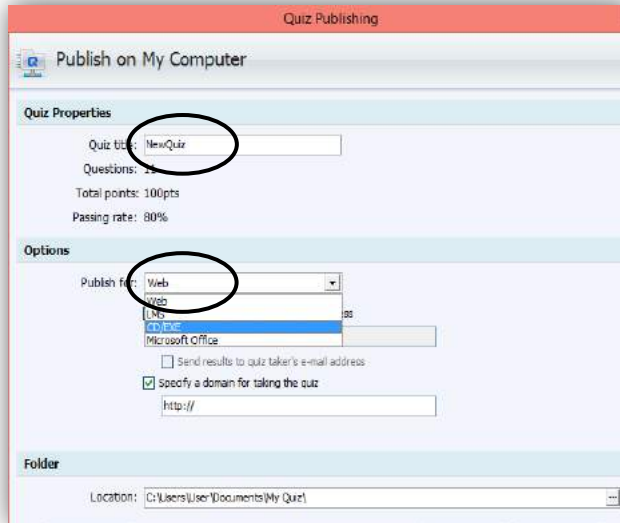 Quiz Publishing
Publish on My Computer
Quiz Properties
Quiz title: NewQuiz
Questions:
Total points: 100pts
Passing rate: 80%
Options
Publish for: Web
Web
LMS
CD/EXE
Microsoft Office
Send results to quiz taker's e-mail address
Specify a domain for taking the quiz
http://
Folder
Location: C:\Users\User\Documents\My Quiz\